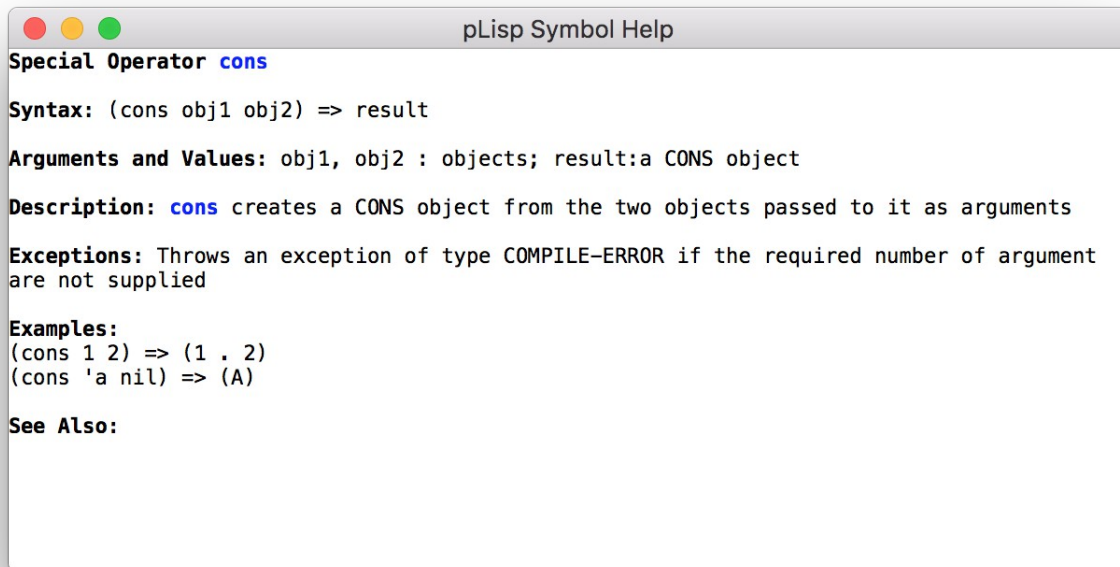 pLisp Symbol Help
Special Operator cons
Syntax: (cons obj1 obj2) => result
Arguments and Values: obj1, obj2 : objects; result:a CONS object
Description: cons creates a CONS object from the two objects passed to it as arguments
Exceptions: Throws an exception of type COMPILE-ERROR if the required number of argument
are not supplied
Examples:
(cons 1 2) => (1 . 2)
(cons 'a nil) => (A)
See Also: